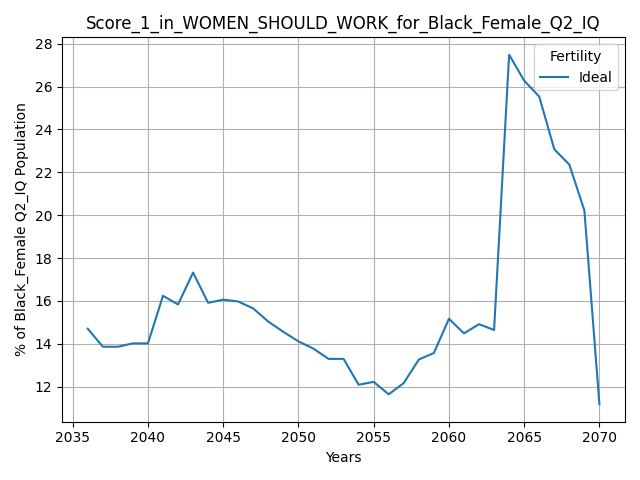 Score_1_in_WOMEN_SHOULD_WORK_for_Black_Female_Q2_IQ
Fertility
Ideal
% of Black_Female Q2_IQ Population
28
26
24
22
20
18
16
14
12
2035 2040 2045 2050 2055 2060 2065 2070
Years